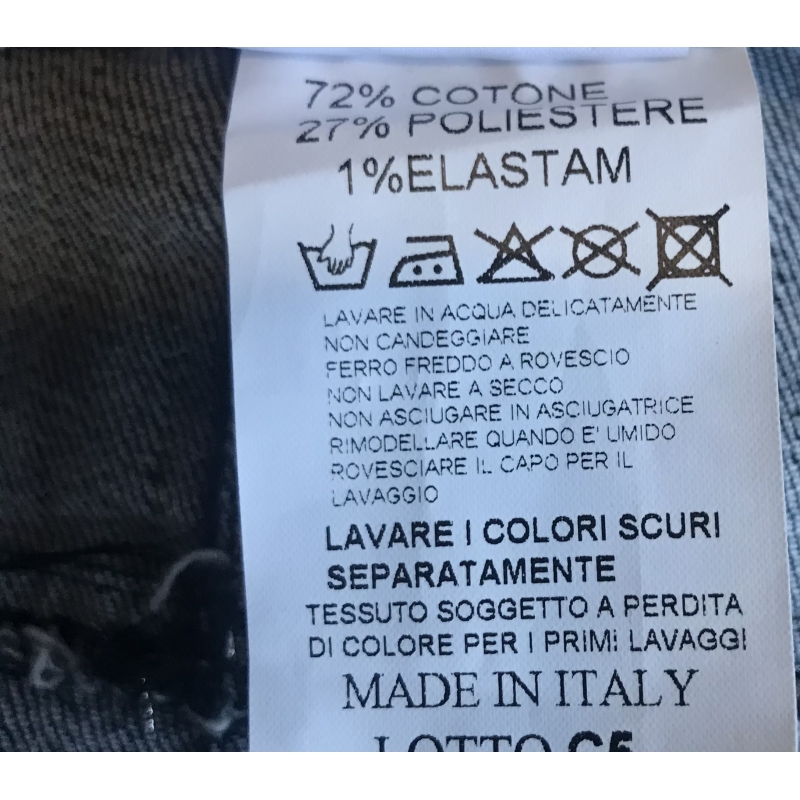 72% COTONE
27% POLIESTERE
1%ELASTAM
LAVARE IN ACQUA DELICATAMENTE
NON CANDEGGIARE
FERRO FREDDO A ROVESCIO
NON LAVARE A SECCO
NON ASCIUGARE IN ASCIUGATRICE
RIMODELLARE QUANDO E' UMIDO
ROVESCIARE IL CAPO PER IL
LAVAGGIO
LAVARE I COLORI SCURI
SEPARATAMENTE
TESSUTO SOGGETTO A PERDITA
DI COLORE PER I PRIMI LAVAGGI
MADE IN ITALY
LOTTO